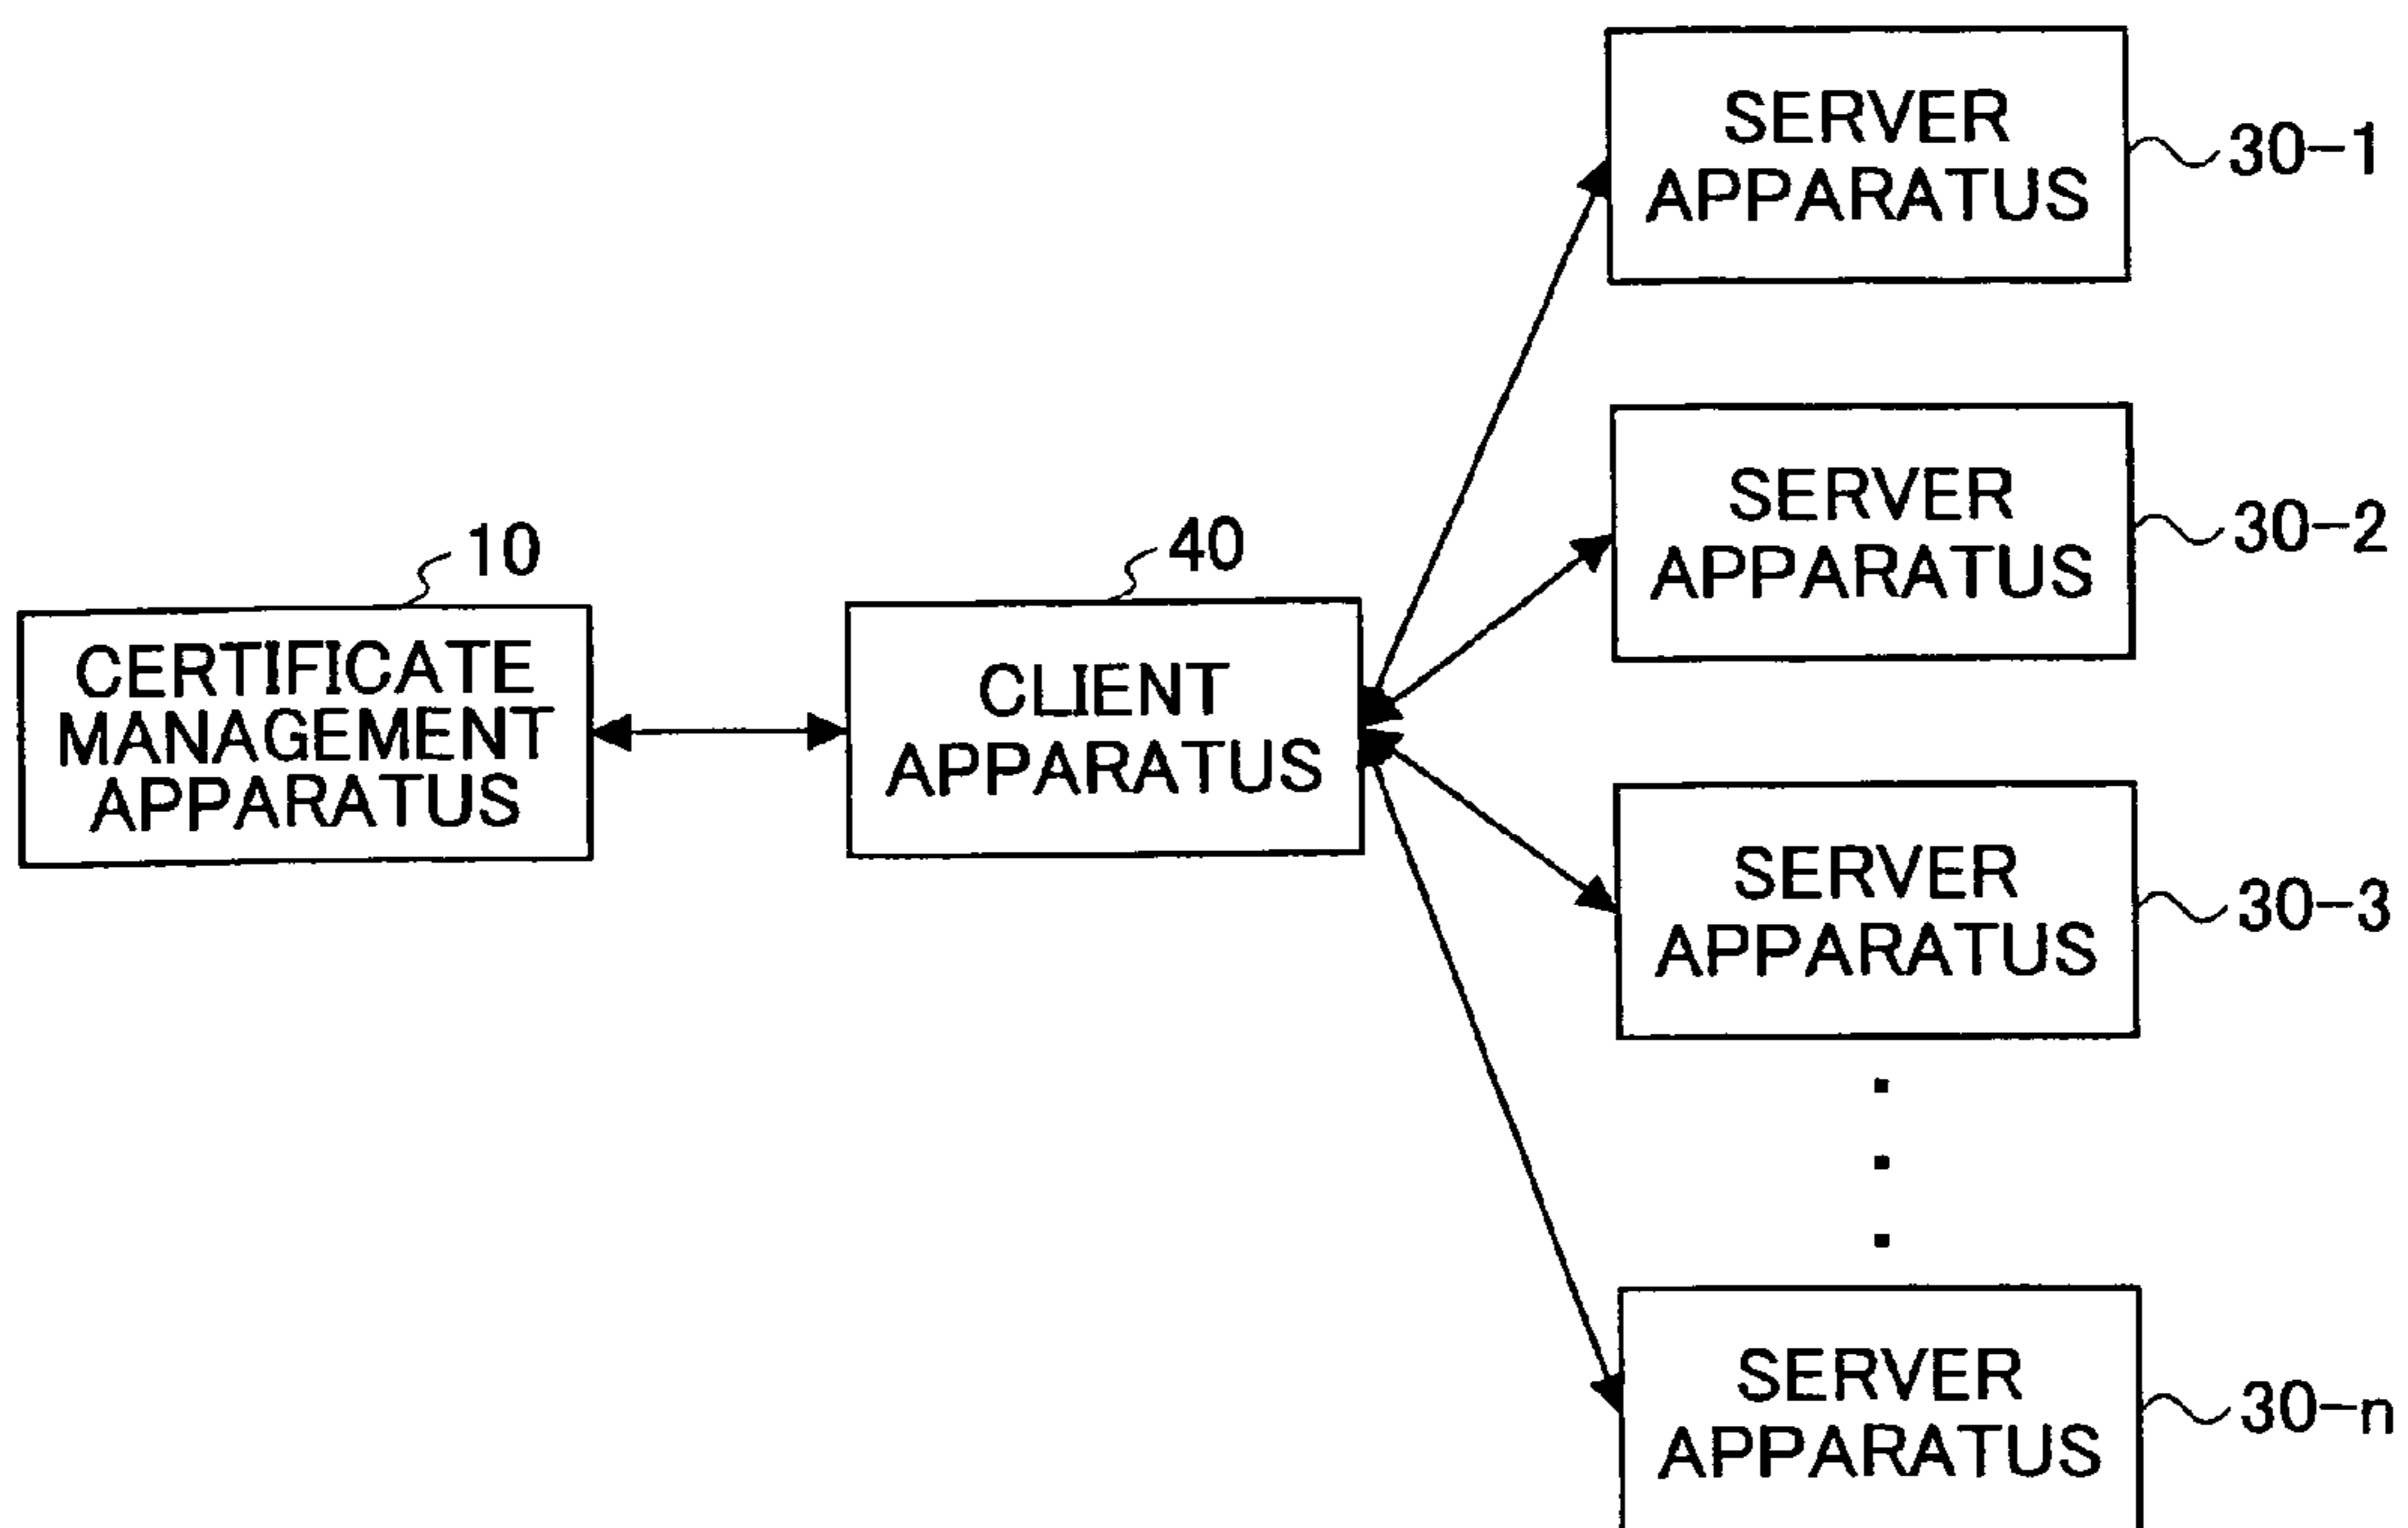 SERVER
APPARATUS
30-1
SERVER
APPARATUS
30-2
10
CERTIFICATE
MANAGEMENT
APPARATUS
40
CLIENT
APPARATUS
SERVER
APPARATUS
30-3
SERVER
APPARATUS
30-n